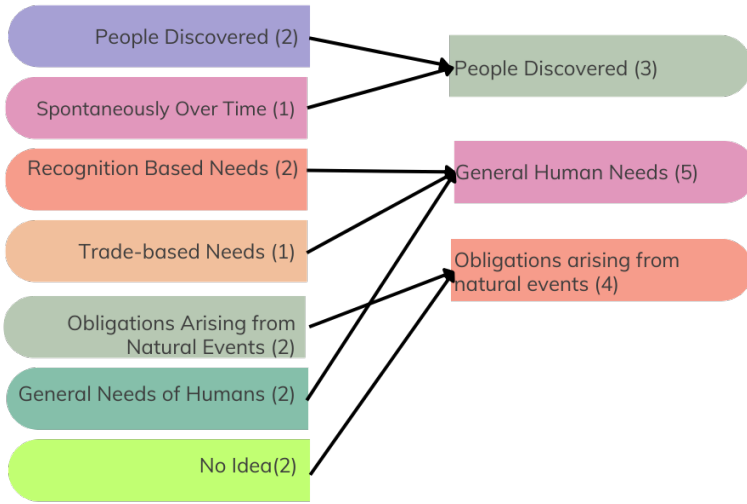 People Discovered (2)
Spontaneously Over Time (1)
Recognition Based Needs (2)
Trade-based Needs (1)
Obligations Arising from
Natural Events (2)
General Needs of Humans (2)
No Idea(2)
People Discovered (3)
General Human Needs (5)
Obligations arising from
natural events (4)